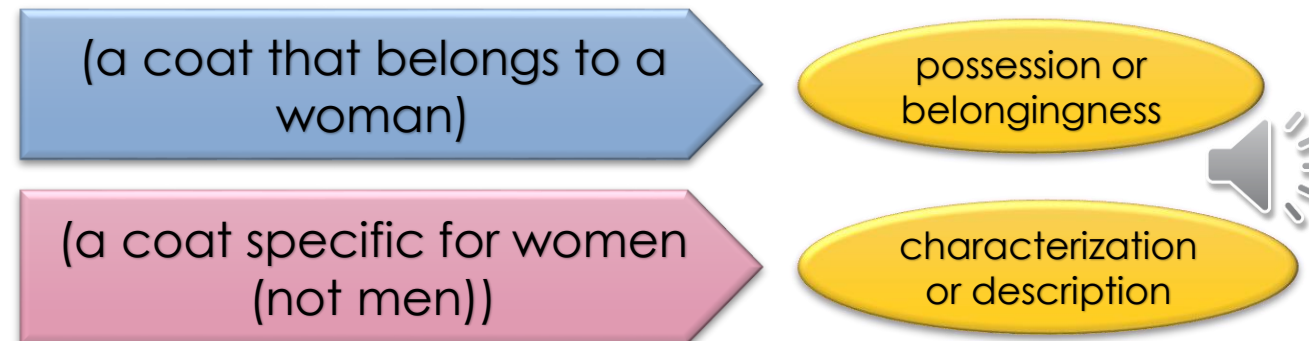 (a coat that belongs to a
woman)
possession or
belongingness
(a coat specific for women
(not men))
characterization
or description